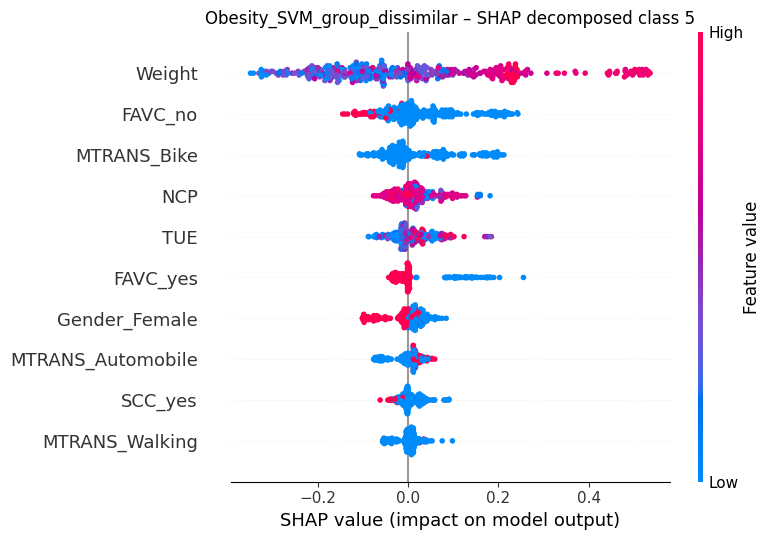 Obesity_SVM_group_dissimilar – SHAP decomposed class 5
High
Weight
FAVC_no
MTRANS_Bike
NCP
TUE
FAVC_yes
Gender_Female
MTRANS_Automobile
SCC_yes
MTRANS_Walking
Feature value
Low
−0.2 0.0 0.2 0.4
SHAP value (impact on model output)